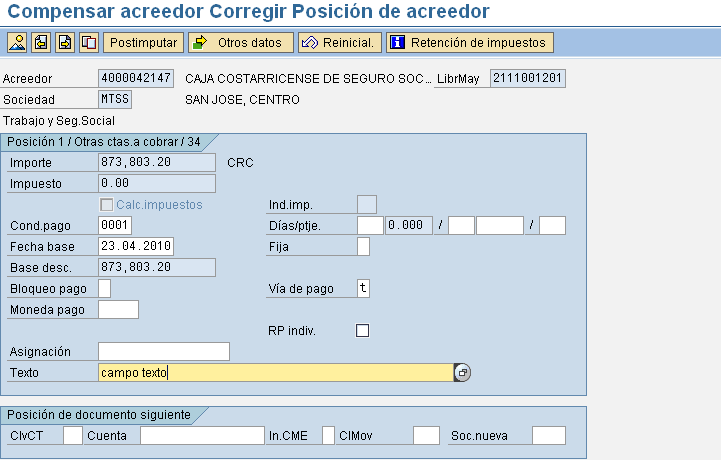 Compensar acreedor Corregir Posición de acreedor
Postimputar Otros datos Reinicial. Retención de impuestos
Acreedor 4000042147 CAJA COSTARRICENSE DE SEGURO SOC... LibrMay 2111001201
Sociedad MTSS SAN JOSE, CENTRO
Trabajo y Seg.Social
Posición 1 / Otras ctas.a cobrar / 34
Importe 873,803.20 CRC
Impuesto 0.00
Calc.impuestos Ind.imp.
Cond.pago 0001 Días/ptje. 0.000 / /
Fecha base 23.04.2010 Fija
Base desc. 873,803.20
Bloqueo pago Vía de pago t
Moneda pago
RP indiv.
Asignación
Texto campo texto
Posición de documento siguiente
ClvCT Cuenta In.CME ClMov Soc.nueva